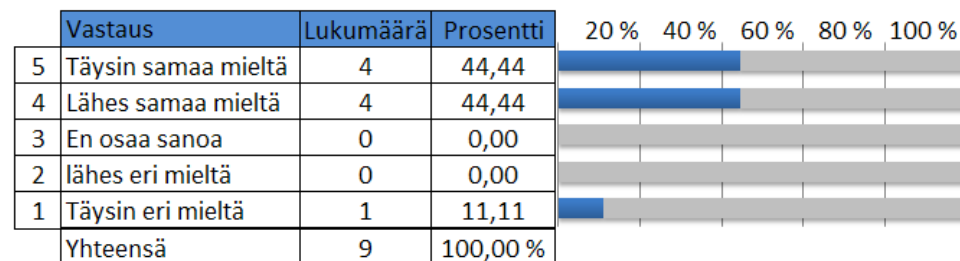 Vastaus Lukumäärä Prosentti 20 % 40 % 60 % 80 % 100 %
5 Täysin samaa mieltä 4 44,44
4 Lähes samaa mieltä 4 44,44
3 En osaa sanoa 0 0,00
2 lähes eri mieltä 0 0,00
1 Täysin eri mieltä 1 11,11
Yhteensä 9 100,00 %